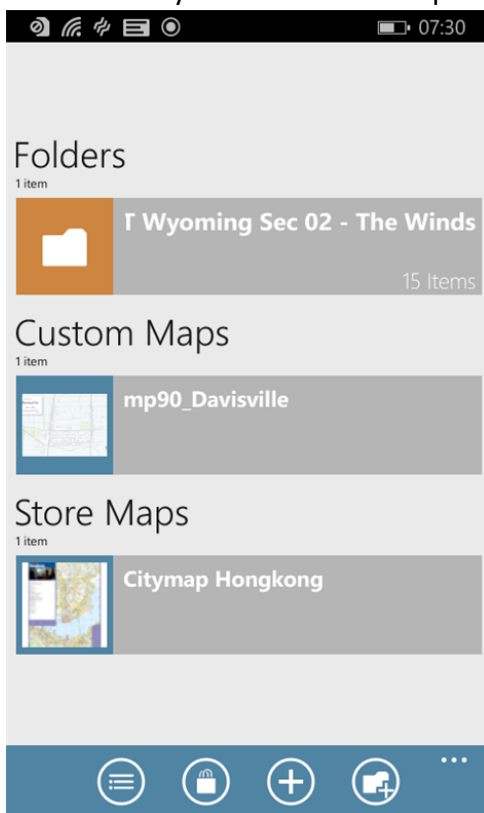 07:30
Folders
1 item
T Wyoming Sec 02 - The Winds
15 Items
Custom Maps
1 item
mp90_Davisville
Store Maps
1 item
Citymap Hongkong